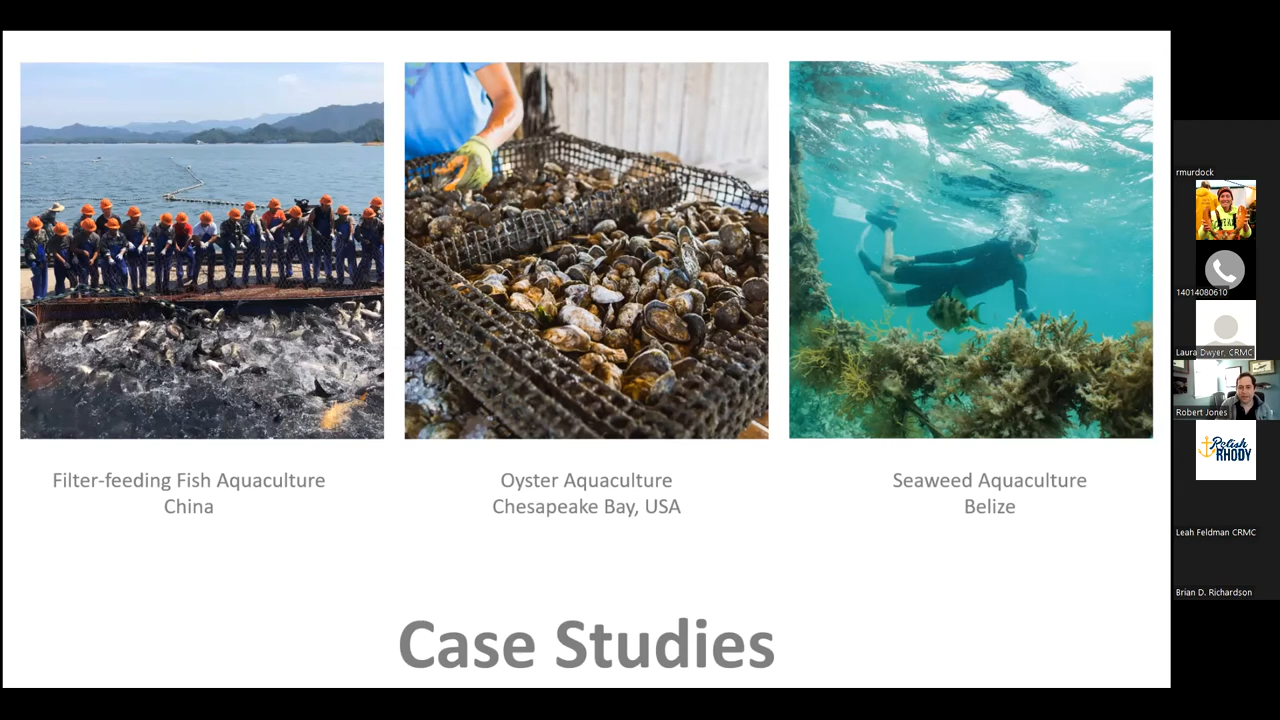 Filter-feeding Fish Aquaculture
China
Oyster Aquaculture
Chesapeake Bay, USA
Seaweed Aquaculture
Belize
Case Studies
rmurdock
14014080610
Laura Dwyer, CRMC
Robert Jones
Relish
RHODY
Leah Feldman CRMC
Brian D. Richardson